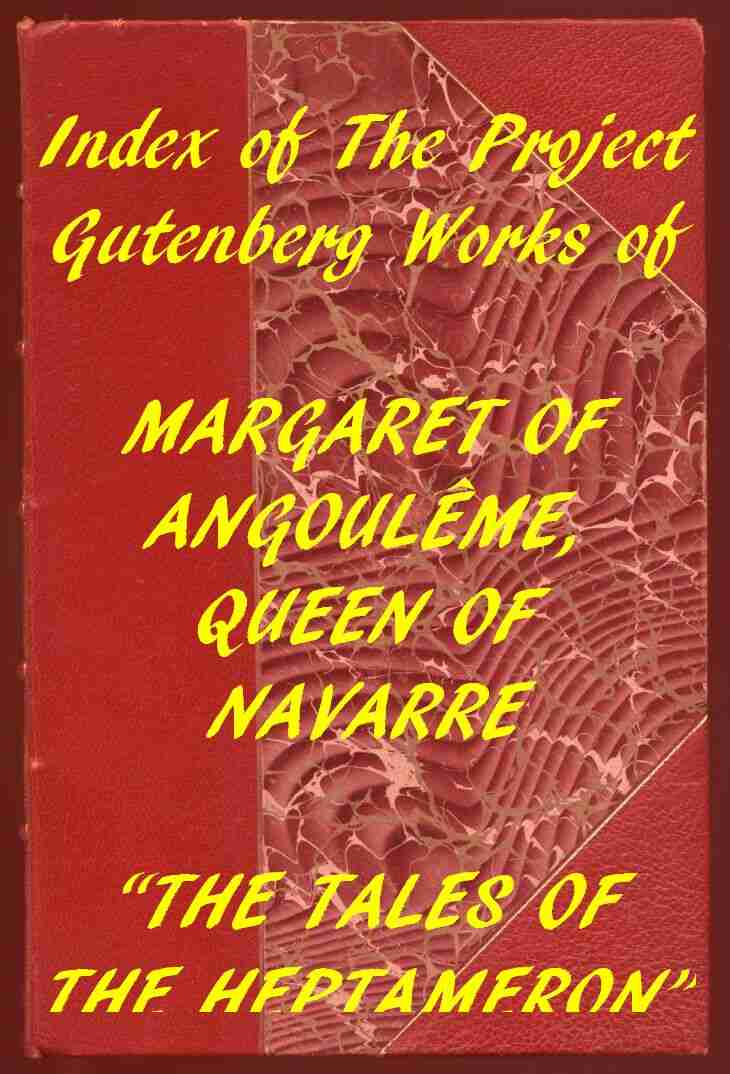 Index of The Project
Gutenberg Works of
MARGARET OF
ANGOULÊME,
QUEEN OF
NAVARRE
“THE TALES OF
THE HEPTAMERON”